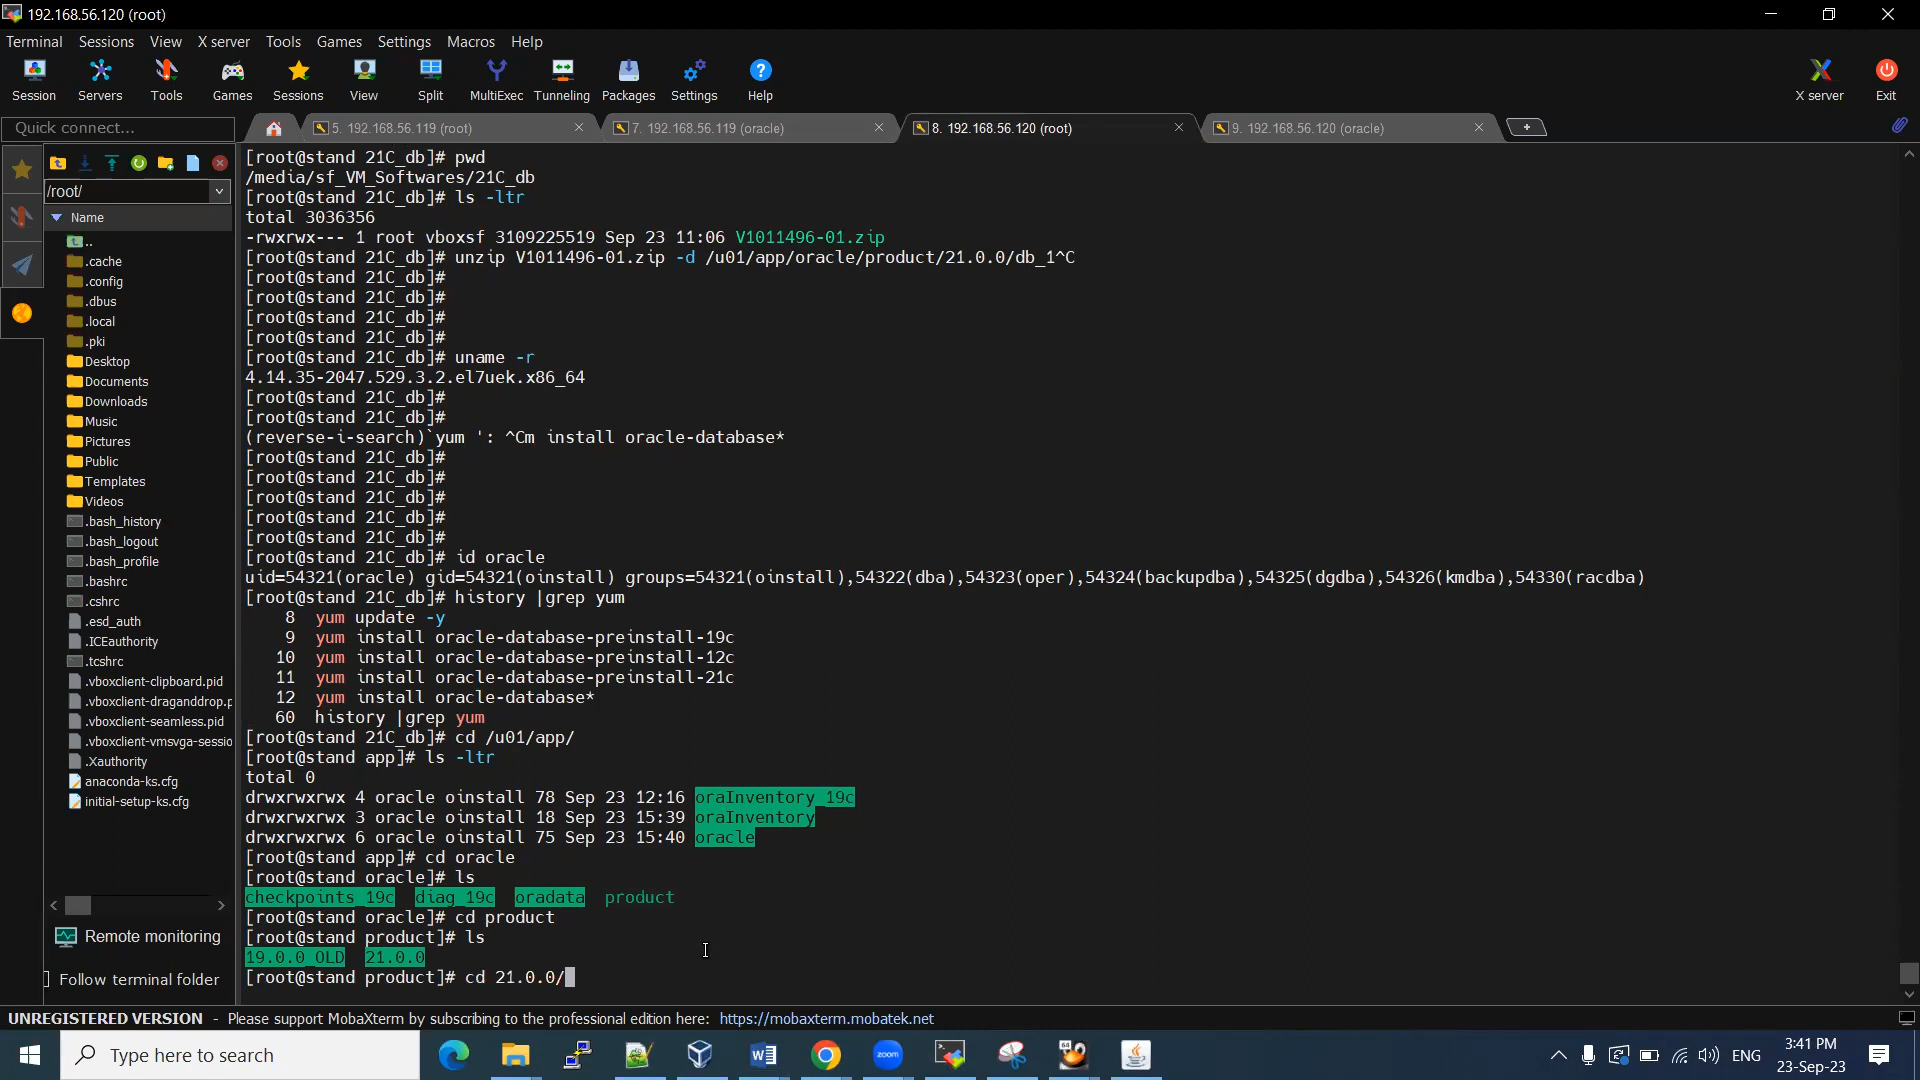 192.168.56.120 (root)
Terminal Sessions View X server Tools Games Settings Macros Help
Session Servers Tools Games Sessions View Split MultiExec Tunneling Packages Settings Help X server Exit
Quick connect...
5. 192.168.56.119 (root)
7. 192.168.56.119 (oracle)
8. 192.168.56.120 (root)
9. 192.168.56.120 (oracle)
/root/
Name
..
.cache
.config
.dbus
.local
.pki
Desktop
Documents
Downloads
Music
Pictures
Public
Templates
Videos
.bash_history
.bash_logout
.bash_profile
.bashrc
.cshrc
.esd_auth
.ICEauthority
.tcshrc
.vboxclient-clipboard.pid
.vboxclient-draganddrop.p
.vboxclient-seamless.pid
.vboxclient-vmsvga-sessio
.Xauthority
anaconda-ks.cfg
initial-setup-ks.cfg
Remote monitoring
Follow terminal folder
[root@stand 21C_db]# pwd
/media/sf_VM_Softwares/21C_db
[root@stand 21C_db]# ls -ltr
total 3036356
-rwxrwx--- 1 root vboxsf 3109225519 Sep 23 11:06 V1011496-01.zip
[root@stand 21C_db]# unzip V1011496-01.zip -d /u01/app/oracle/product/21.0.0/db_1^C
[root@stand 21C_db]#
[root@stand 21C_db]#
[root@stand 21C_db]#
[root@stand 21C_db]#
[root@stand 21C_db]# uname -r
4.14.35-2047.529.3.2.el7uek.x86_64
[root@stand 21C_db]#
[root@stand 21C_db]#
(reverse-i-search)`yum ': ^Cm install oracle-database*
[root@stand 21C_db]#
[root@stand 21C_db]#
[root@stand 21C_db]#
[root@stand 21C_db]#
[root@stand 21C_db]#
[root@stand 21C_db]# id oracle
uid=54321(oracle) gid=54321(oinstall) groups=54321(oinstall),54322(dba),54323(oper),54324(backupdba),54325(dgdba),54326(kmdba),54330(racdba)
[root@stand 21C_db]# history |grep yum
8 yum update -y
9 yum install oracle-database-preinstall-19c
10 yum install oracle-database-preinstall-12c
11 yum install oracle-database-preinstall-21c
12 yum install oracle-database*
60 history |grep yum
[root@stand 21C_db]# cd /u01/app/
[root@stand app]# ls -ltr
total 0
drwxrwxrwx 4 oracle oinstall 78 Sep 23 12:16 oraInventory_19c
drwxrwxrwx 3 oracle oinstall 18 Sep 23 15:39 oraInventory
drwxrwxrwx 6 oracle oinstall 75 Sep 23 15:40 oracle
[root@stand app]# cd oracle
[root@stand oracle]# ls
checkpoints_19c diag_19c oradata product
[root@stand oracle]# cd product
[root@stand product]# ls
19.0.0_OLD 21.0.0
[root@stand product]# cd 21.0.0/
UNREGISTERED VERSION - Please support MobaXterm by subscribing to the professional edition here: https://mobaxterm.mobatek.net
Type here to search
zoom
ENG
3:41 PM
23-Sep-23